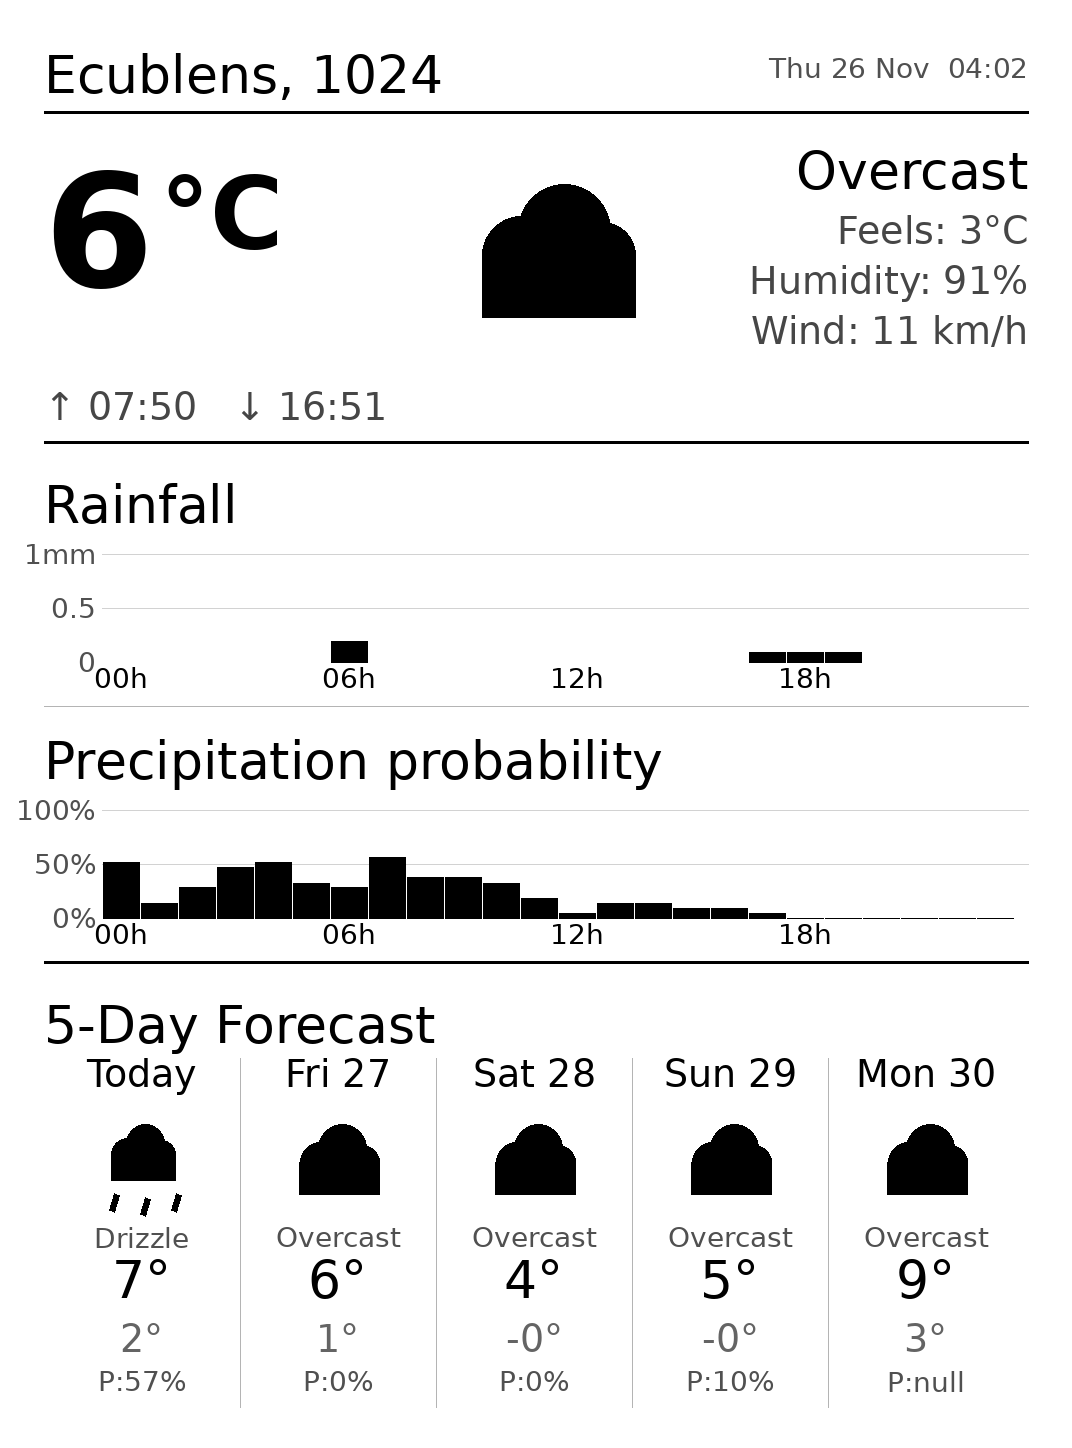 Ecublens, 1024
Thu 26 Nov  04:02
6°C
Overcast
Feels: 3°C
Humidity: 91%
Wind: 11 km/h
↑ 07:50   ↓ 16:51
Rainfall
1mm
0.5
0
00h 06h 12h 18h
Precipitation probability
100%
50%
0%
00h 06h 12h 18h
5-Day Forecast
Today Fri 27 Sat 28 Sun 29 Mon 30
Drizzle Overcast Overcast Overcast Overcast
7° 6° 4° 5° 9°
2° 1° -0° -0° 3°
P:57% P:0% P:0% P:10% P:null